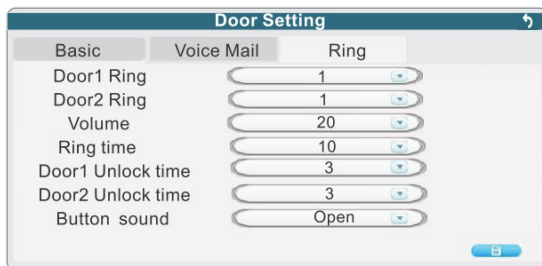 Door Setting
Basic Voice Mail Ring
Door1 Ring 1
Door2 Ring 1
Volume 20
Ring time 10
Door1 Unlock time 3
Door2 Unlock time 3
Button sound Open